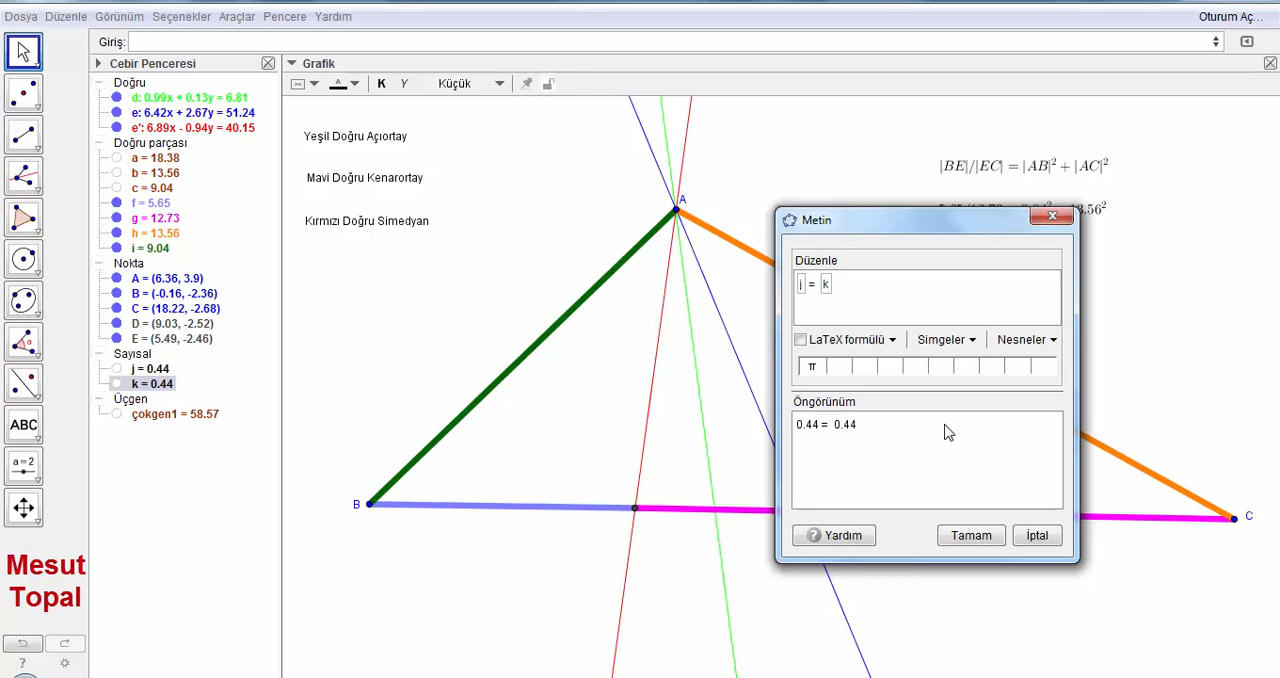 Dosya Düzenle Görünüm Seçenekler Araçlar Pencere Yardım Oturum Aç...
Giriş:
Cebir Penceresi
Grafik
K Y Küçük
Doğru
d: 0.99x + 0.13y = 6.81
e: 6.42x + 2.67y = 51.24
e': 6.89x - 0.94y = 40.15
Doğru parçası
a = 18.38
b = 13.56
c = 9.04
f = 5.65
g = 12.73
h = 13.56
i = 9.04
Nokta
A = (6.36, 3.9)
B = (-0.16, -2.36)
C = (18.22, -2.68)
D = (9.03, -2.52)
E = (5.49, -2.46)
Sayısal
j = 0.44
k = 0.44
Üçgen
çokgen1 = 58.57
ABC
a = 2
Mesut
Topal
Yeşil Doğru Açıortay
Mavi Doğru Kenarortay
Kırmızı Doğru Simedyan
|BE|/|EC| = |AB|² + |AC|²
A
B
C
Metin
Düzenle
j = k
LaTeX formülü Simgeler Nesneler
π
Öngörünüm
0.44 = 0.44
Yardım Tamam İptal